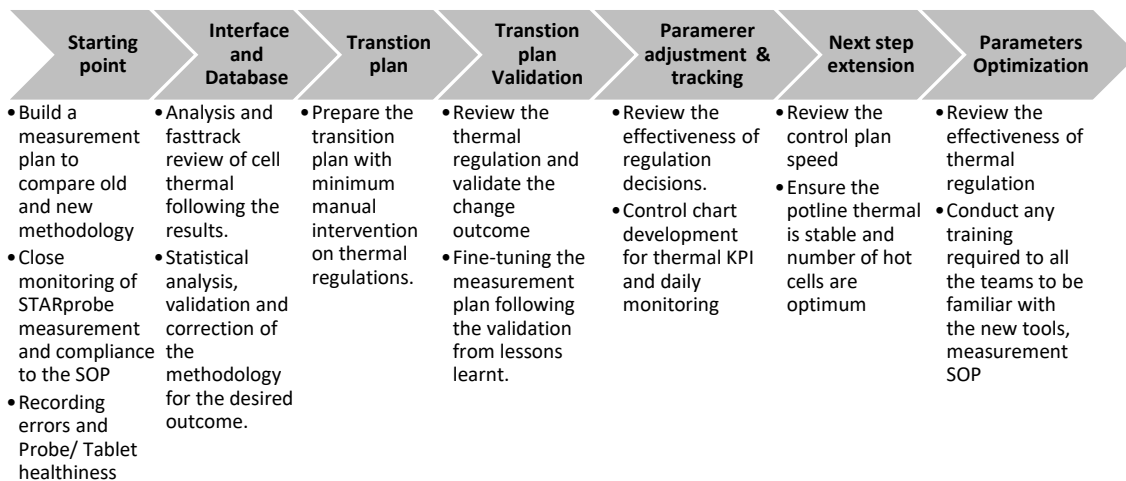 Starting
point
Interface
and
Database
Transtion
plan
Transtion
plan
Validation
Paramerer
adjustment &
tracking
Next step
extension
Parameters
Optimization
•Build a
measurement
plan to
compare old
and new
methodology
•Close
monitoring of
STARprobe
measurement
and compliance
to the SOP
•Recording
errors and
Probe/ Tablet
healthiness
•Analysis and
fasttrack
review of cell
thermal
following the
results.
•Statistical
analysis,
validation and
correction of
the
methodology
for the desired
outcome.
•Prepare the
transition
plan with
minimum
manual
intervention
on thermal
regulations.
•Review the
thermal
regulation and
validate the
change
outcome
•Fine-tuning the
measurement
plan following
the validation
from lessons
learnt.
•Review the
effectiveness of
regulation
decisions.
•Control chart
development
for thermal KPI
and daily
monitoring
•Review the
control plan
speed
•Ensure the
potline thermal
is stable and
number of hot
cells are
optimum
•Review the
effectiveness of
thermal
regulation
•Conduct any
training
required to all
the teams to be
familiar with
the new tools,
measurement
SOP